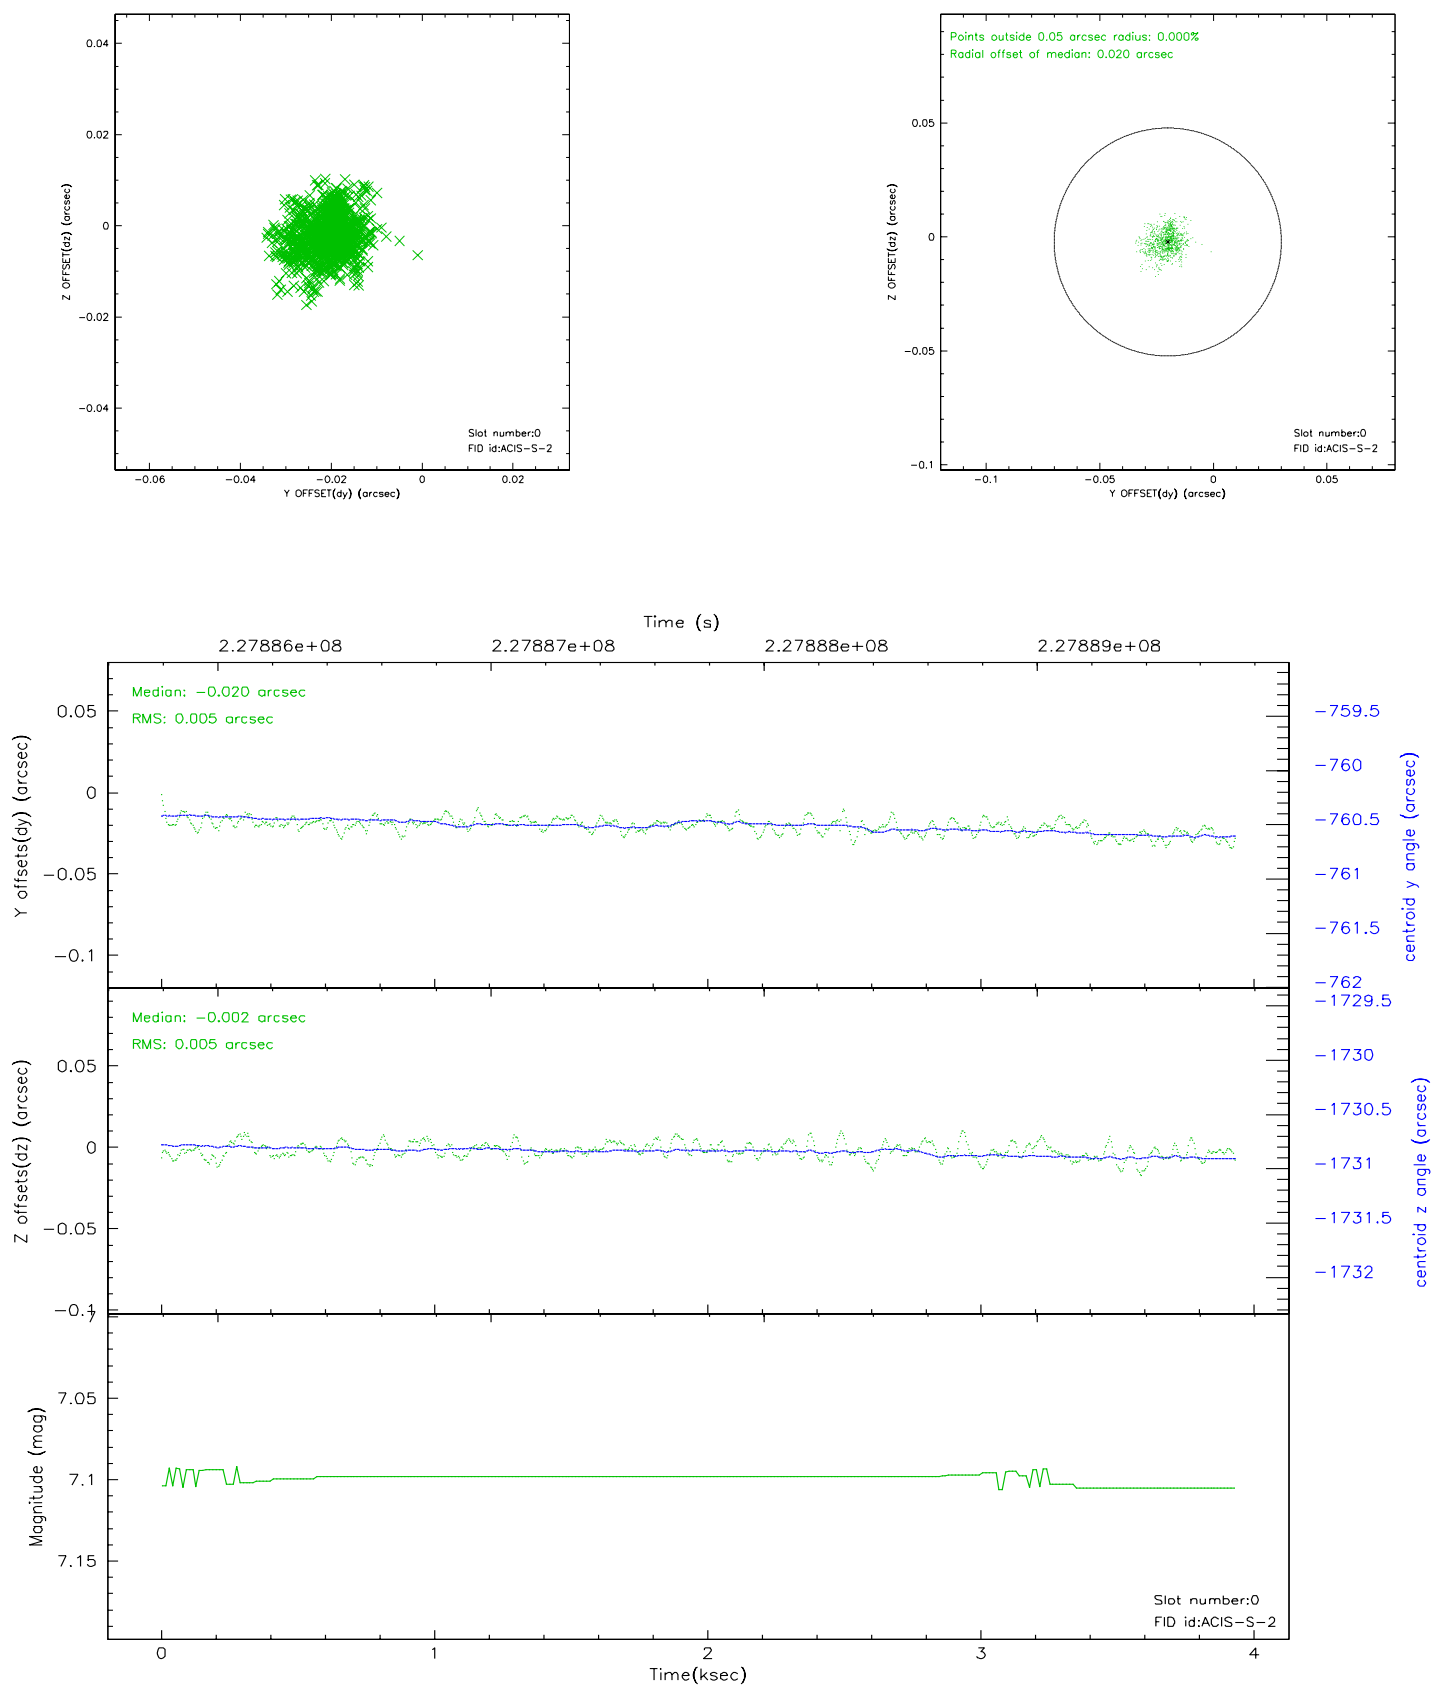 0.04
0.02
0
-0.02
-0.04
Z OFFSET(dz) (arcsec)
Slot number:0
FID id:ACIS-S-2
-0.06
-0.04
-0.02
0
0.02
Y OFFSET(dy) (arcsec)
Points outside 0.05 arcsec radius: 0.000%
Radial offset of median: 0.020 arcsec
0.05
0
-0.05
-0.1
Z OFFSET(dz) (arcsec)
Slot number:0
FID id:ACIS-S-2
-0.1
-0.05
0
0.05
Y OFFSET(dy) (arcsec)
Time (s)
2.27886e+08
2.27887e+08
2.27888e+08
2.27889e+08
Median: -0.020 arcsec
RMS: 0.005 arcsec
0.05
0
-0.05
-0.1
Y offsets(dy) (arcsec)
-759.5
-760
-760.5
-761
-761.5
-762
centroid y angle (arcsec)
Median: -0.002 arcsec
RMS: 0.005 arcsec
0.05
0
-0.05
-0.1
Z offsets(dz) (arcsec)
-1729.5
-1730
-1730.5
-1731
-1731.5
-1732
centroid z angle (arcsec)
7
7.05
7.1
7.15
Magnitude (mag)
Slot number:0
FID id:ACIS-S-2
0
1
2
3
4
Time(ksec)